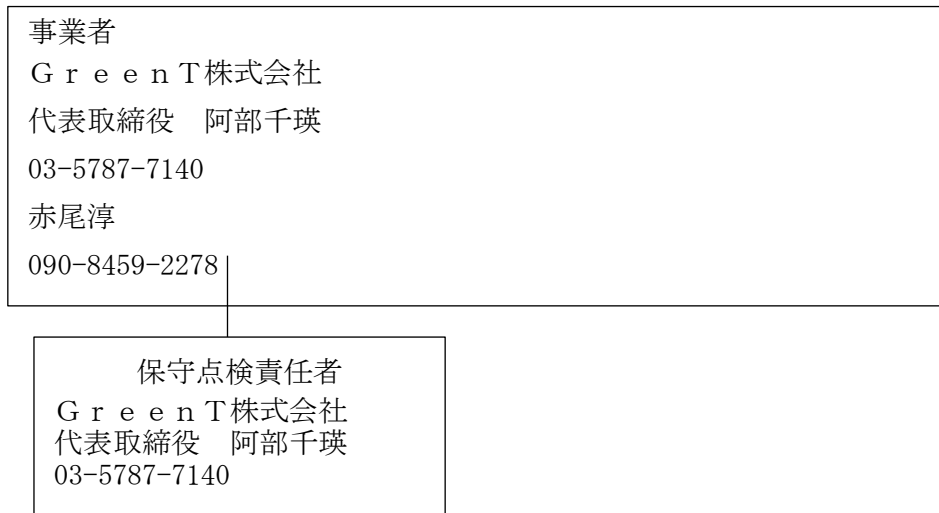 事業者
ＧｒｅｅｎＴ株式会社
代表取締役　阿部千瑛
03-5787-7140
赤尾淳
090-8459-2278
保守点検責任者
ＧｒｅｅｎＴ株式会社
代表取締役　阿部千瑛
03-5787-7140